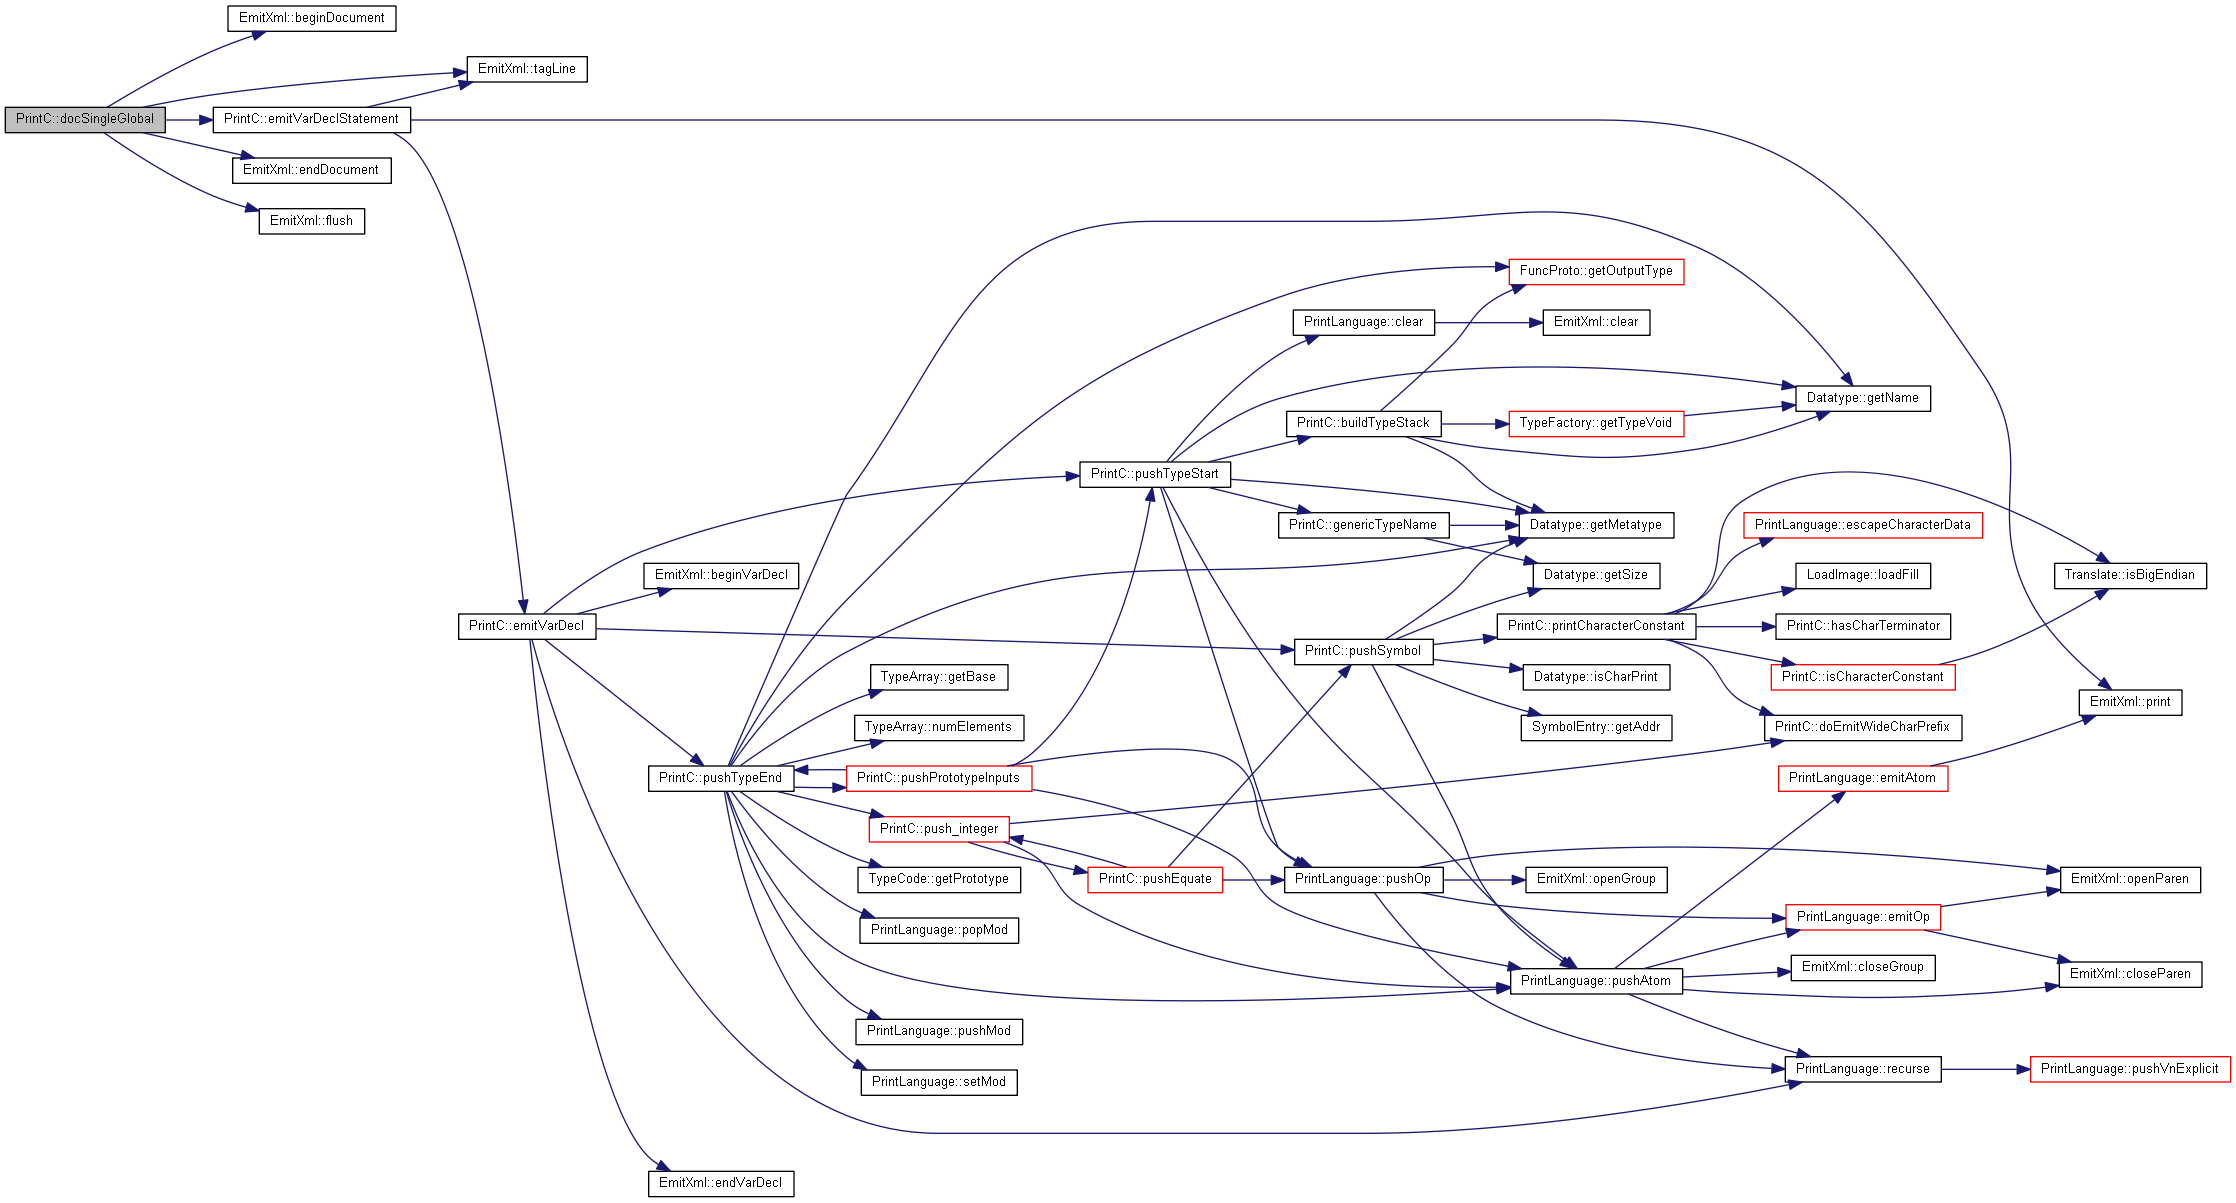 EmitXml::beginDocument
EmitXml::tagLine
PrintC::docSingleGlobal
PrintC::emitVarDeclStatement
EmitXml::endDocument
EmitXml::flush
FuncProto::getOutputType
PrintLanguage::clear
EmitXml::clear
Datatype::getName
PrintC::buildTypeStack
TypeFactory::getTypeVoid
PrintC::pushTypeStart
PrintC::genericTypeName
Datatype::getMetatype
PrintLanguage::escapeCharacterData
EmitXml::beginVarDecl
Datatype::getSize
LoadImage::loadFill
Translate::isBigEndian
PrintC::emitVarDecl
PrintC::printCharacterConstant
PrintC::hasCharTerminator
PrintC::pushSymbol
TypeArray::getBase
Datatype::isCharPrint
PrintC::isCharacterConstant
EmitXml::print
TypeArray::numElements
SymbolEntry::getAddr
PrintC::doEmitWideCharPrefix
PrintC::pushTypeEnd
PrintC::pushPrototypeInputs
PrintLanguage::emitAtom
PrintC::push_integer
TypeCode::getPrototype
PrintC::pushEquate
PrintLanguage::pushOp
EmitXml::openGroup
EmitXml::openParen
PrintLanguage::popMod
PrintLanguage::emitOp
PrintLanguage::pushAtom
EmitXml::closeGroup
EmitXml::closeParen
PrintLanguage::pushMod
PrintLanguage::setMod
PrintLanguage::recurse
PrintLanguage::pushVnExplicit
EmitXml::endVarDecl